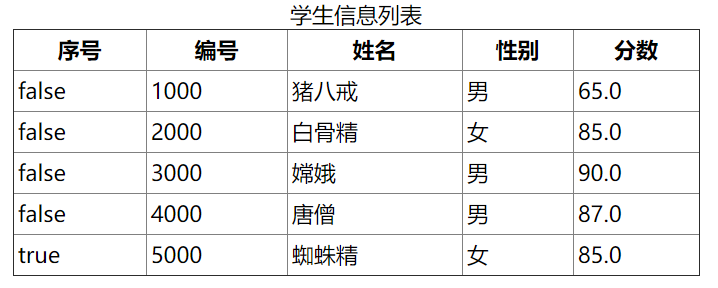 学生信息列表
序号 编号 姓名 性别 分数
false 1000 猪八戒 男 65.0
false 2000 白骨精 女 85.0
false 3000 嫦娥 男 90.0
false 4000 唐僧 男 87.0
true 5000 蜘蛛精 女 85.0